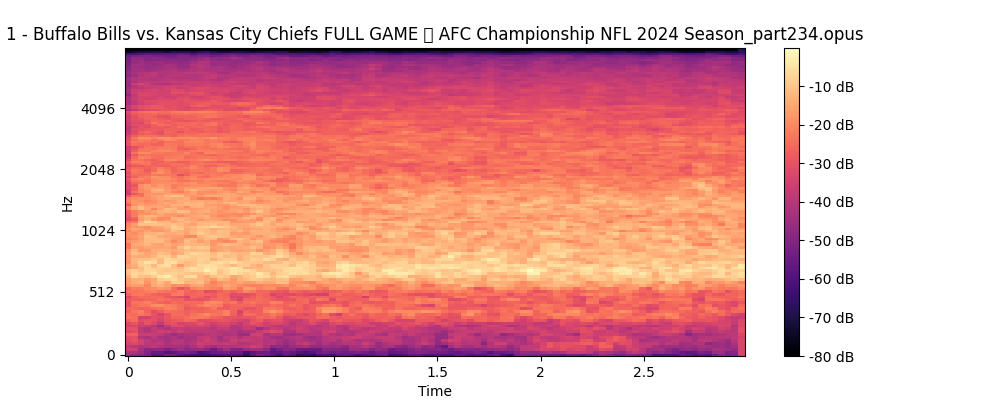 1 - Buffalo Bills vs. Kansas City Chiefs FULL GAME  AFC Championship NFL 2024 Season_part234.opus
Hz
4096
2048
1024
512
0
0
0.5
1
1.5
2
2.5
Time
-10 dB
-20 dB
-30 dB
-40 dB
-50 dB
-60 dB
-70 dB
-80 dB